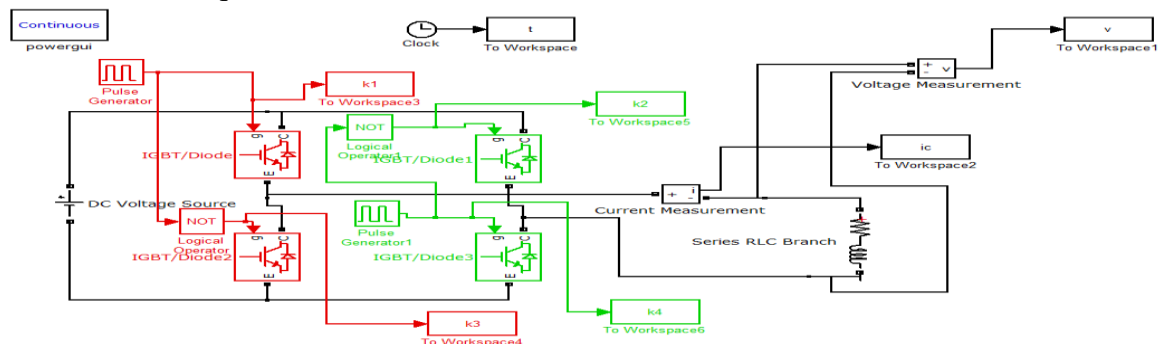 Continuous
powergui
Clock
t
To Workspace
v
To Workspace1
+
-
v
Voltage Measurement
Pulse
Generator
k1
To Workspace3
k2
To Workspace5
NOT
Logical
Operator1
g
C
E
IGBT/Diode
g
C
E
IGBT/Diode1
ic
To Workspace2
+
i
-
Current Measurement
DC Voltage Source
NOT
Logical
Operator
g
C
E
IGBT/Diode2
Pulse
Generator1
g
C
E
IGBT/Diode3
Series RLC Branch
k3
To Workspace4
k4
To Workspace6